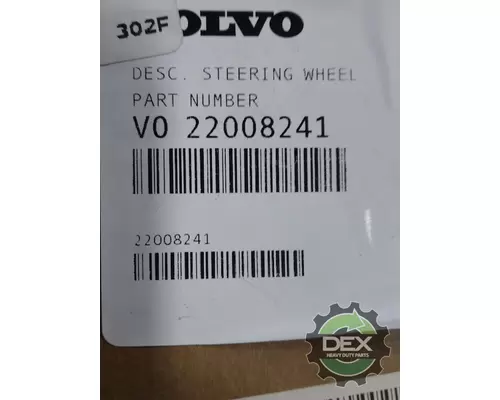 302F
VOLVO
DESC. STEERING WHEEL
PART NUMBER
VO 22008241
22008241
DEX
HEAVY DUTY PARTS